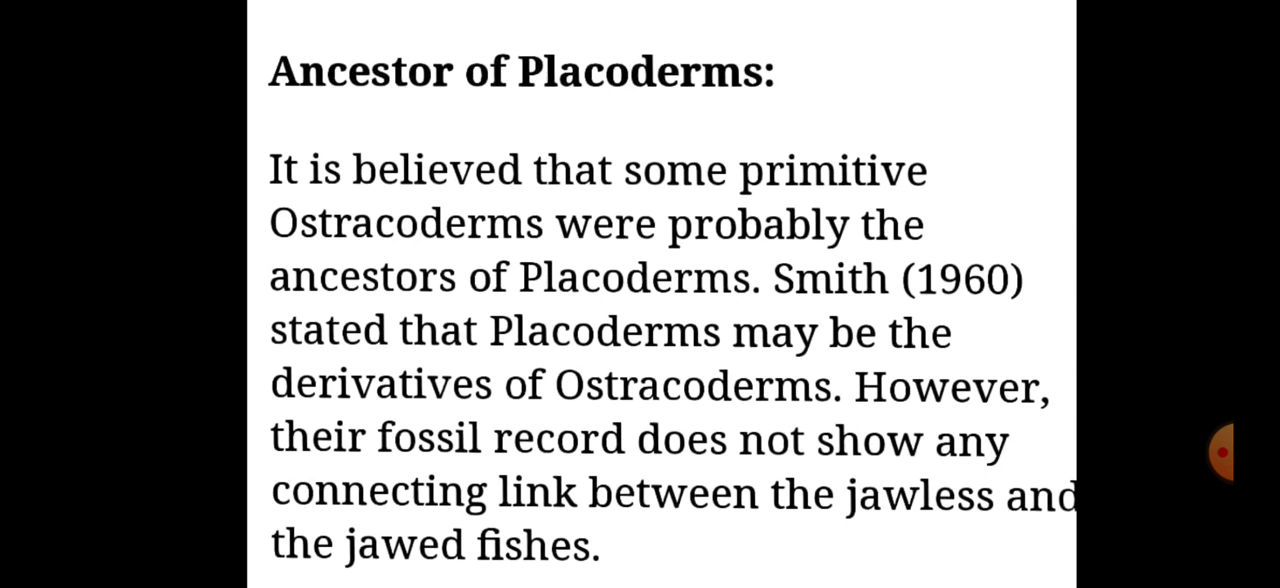 Ancestor of Placoderms:
It is believed that some primitive
Ostracoderms were probably the
ancestors of Placoderms. Smith (1960)
stated that Placoderms may be the
derivatives of Ostracoderms. However,
their fossil record does not show any
connecting link between the jawless and
the jawed fishes.